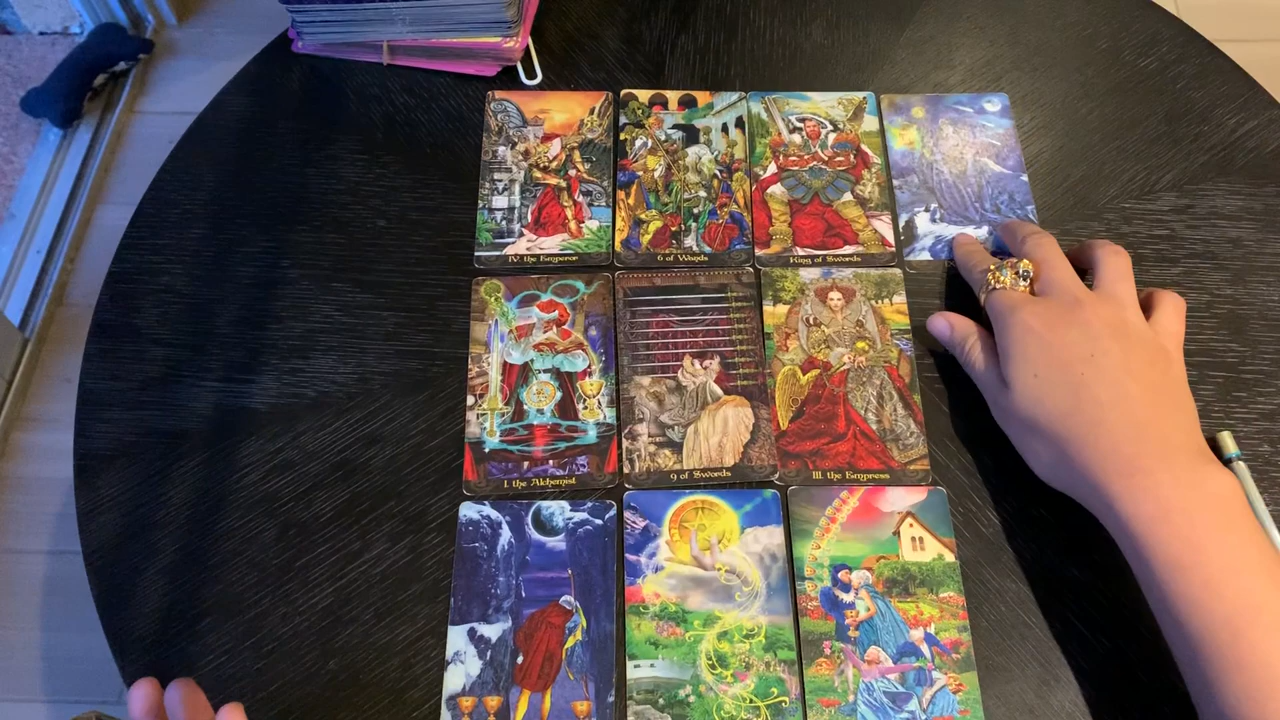 IV. the Emperor
6 of Wands
King of Swords
I. the Alchemist
9 of Swords
III. the Empress